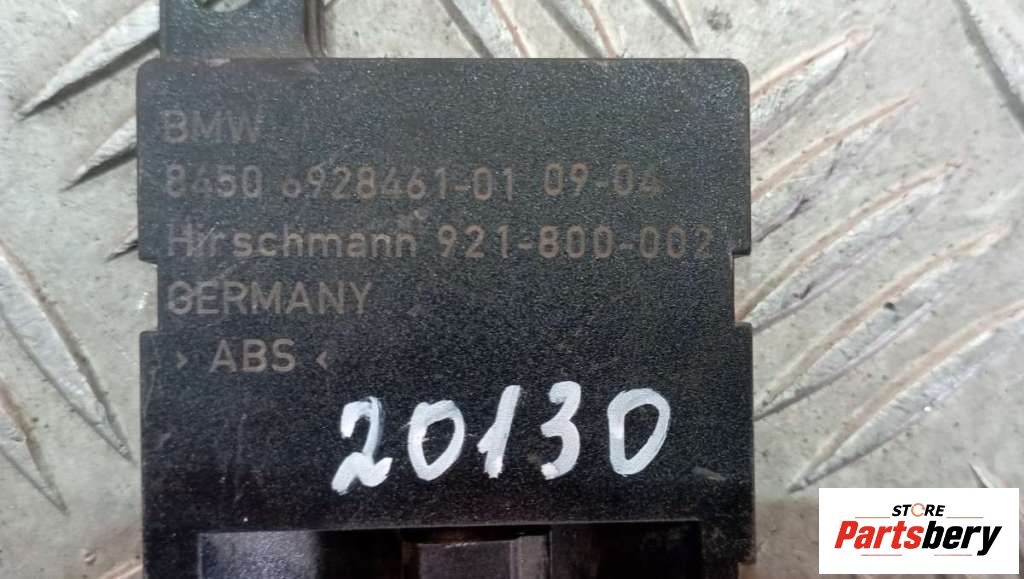 BMW
8450 6928461-01 09-04
Hirschmann 921-800-002
GERMANY
> ABS <
20130
STORE
Partsbery